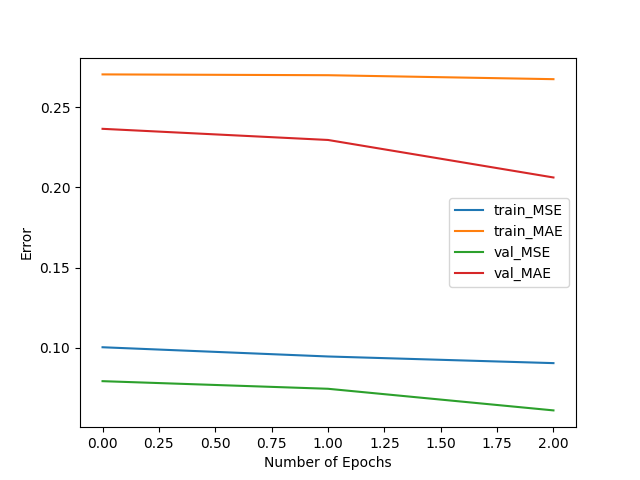 0.25
0.20
0.15
0.10
Error
train_MSE
train_MAE
val_MSE
val_MAE
0.00 0.25 0.50 0.75 1.00 1.25 1.50 1.75 2.00
Number of Epochs